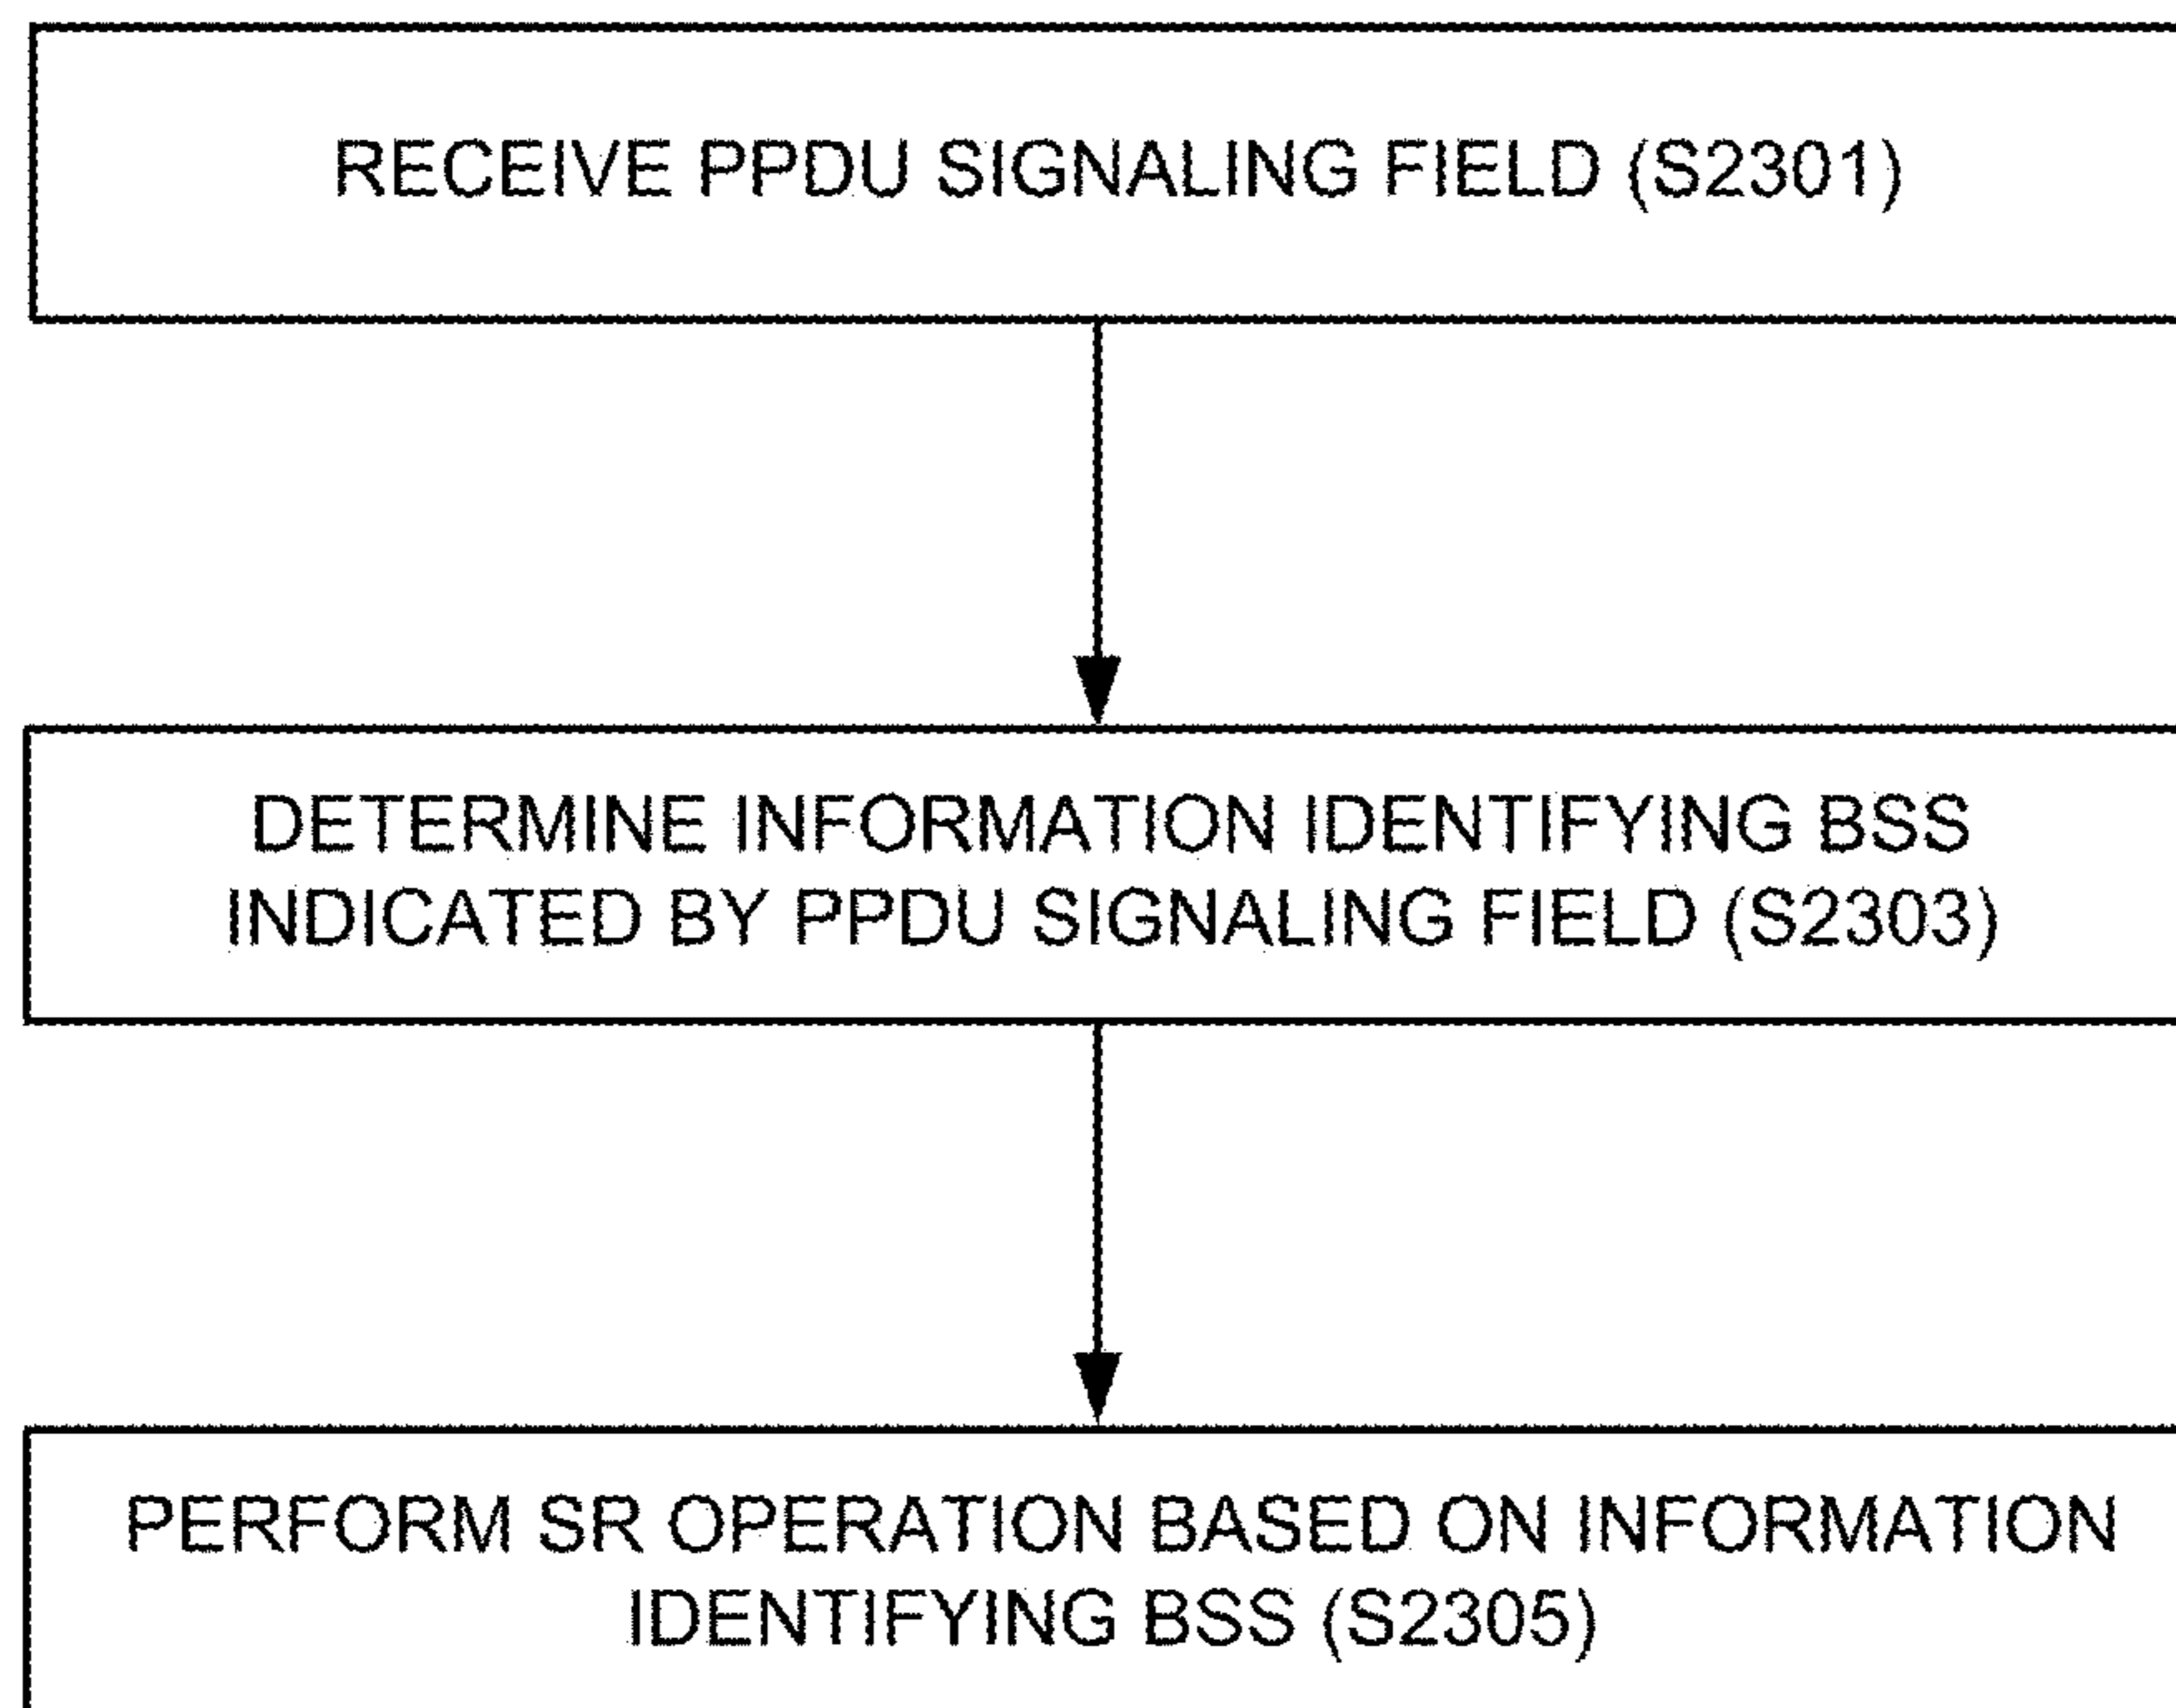 RECEIVE PPDU SIGNALING FIELD (S2301)
DETERMINE INFORMATION IDENTIFYING BSS
INDICATED BY PPDU SIGNALING FIELD (S2303)
PERFORM SR OPERATION BASED ON INFORMATION
IDENTIFYING BSS (S2305)